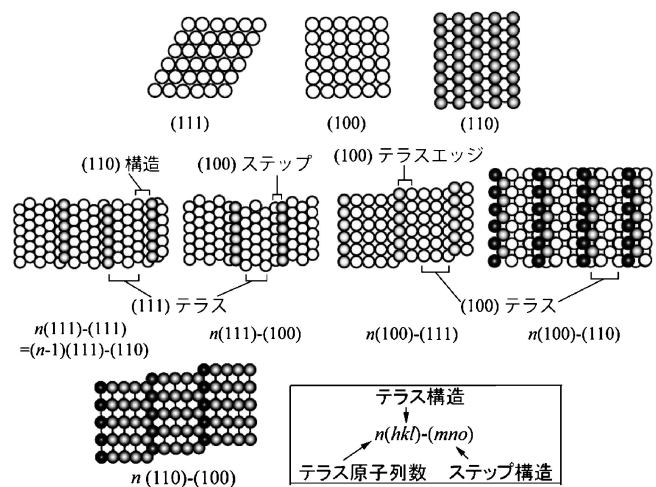 (111)
(100)
(110)
(110) 構造
(100) ステップ
(100) テラスエッジ
(111) テラス
(100) テラス
n(111)-(111)
=(n-1)(111)-(110)
n(111)-(100)
n(100)-(111)
n(100)-(110)
n (110)-(100)
テラス構造
n(hkl)-(mno)
テラス原子列数
ステップ構造